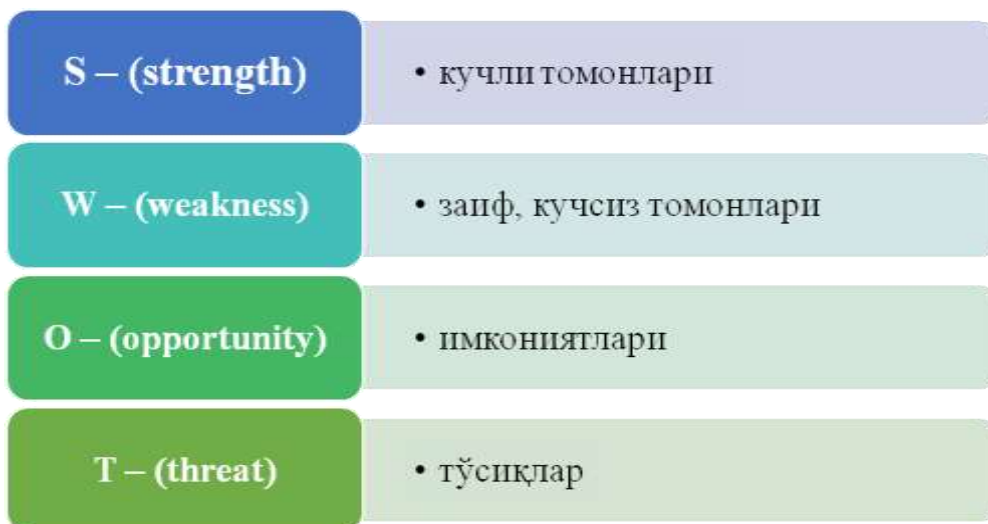 S – (strength)
• кучли томонлари
W – (weakness)
• заиф, кучсиз томонлари
O – (opportunity)
• имкониятлари
T – (threat)
• тўсиқлар